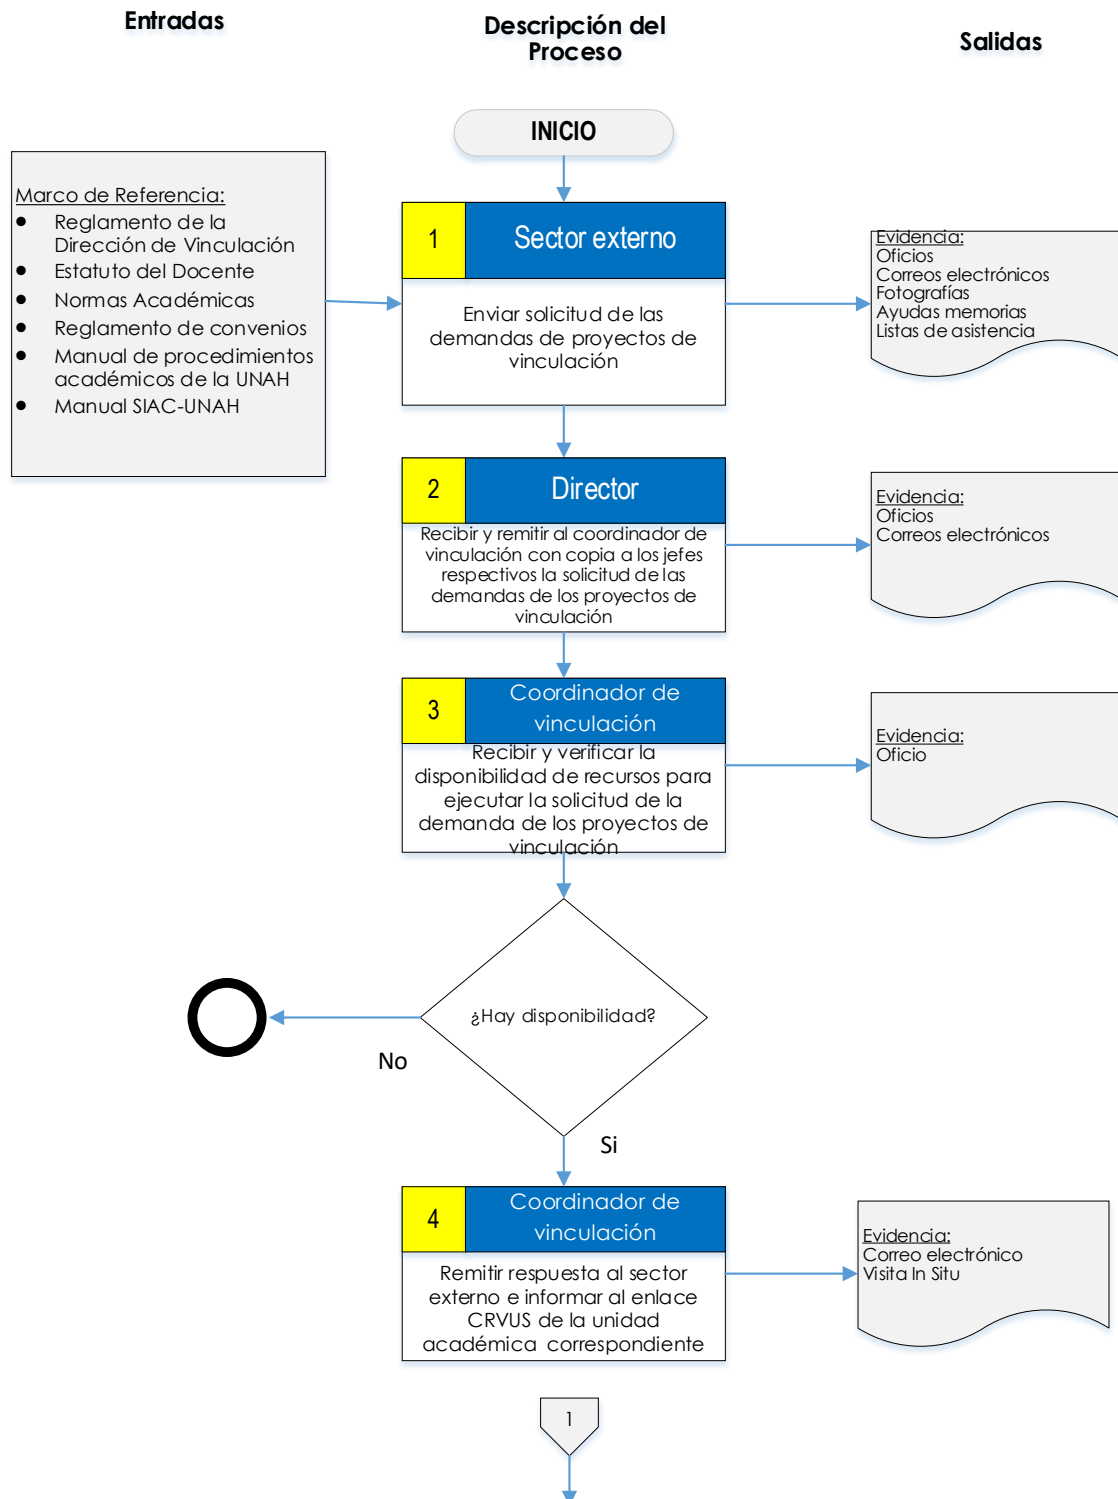 Entradas
Descripción del
Proceso
Salidas
INICIO
Marco de Referencia:
● Reglamento de la
Dirección de Vinculación
● Estatuto del Docente
● Normas Académicas
● Reglamento de convenios
● Manual de procedimientos
académicos de la UNAH
● Manual SIAC-UNAH
1
Sector externo
Enviar solicitud de las
demandas de proyectos de
vinculación
Evidencia:
Oficios
Correos electrónicos
Fotografías
Ayudas memorias
Listas de asistencia
2
Director
Recibir y remitir al coordinador de
vinculación con copia a los jefes
respectivos la solicitud de las
demandas de los proyectos de
vinculación
Evidencia:
Oficios
Correos electrónicos
3
Coordinador de
vinculación
Recibir y verificar la
disponibilidad de recursos para
ejecutar la solicitud de la
demanda de los proyectos de
vinculación
Evidencia:
Oficio
¿Hay disponibilidad?
No
Si
4
Coordinador de
vinculación
Remitir respuesta al sector
externo e informar al enlace
CRVUS de la unidad
académica correspondiente
Evidencia:
Correo electrónico
Visita In Situ
1